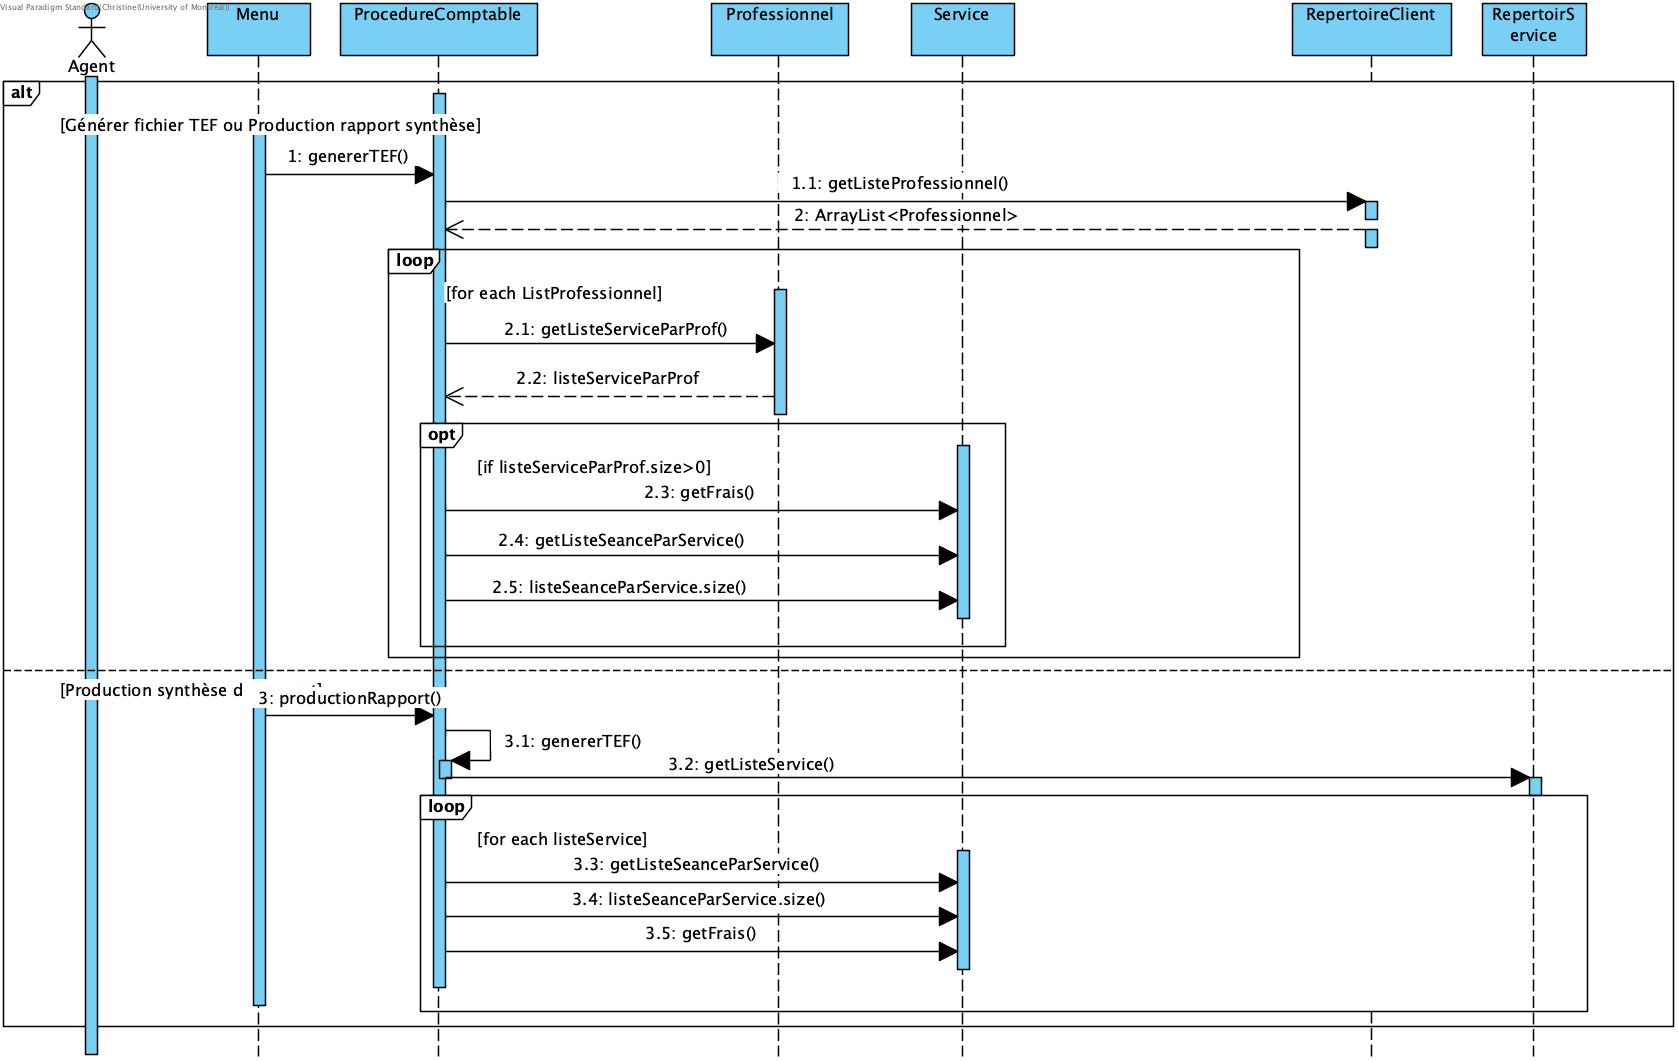 Visual Paradigm Standard(Christine(University of Montreal))
Menu
ProcedureComptable
Professionnel
Service
RepertoireClient
RepertoirS
ervice
Agent
alt
[Générer fichier TEF ou Production rapport synthèse]
1: genererTEF()
1.1: getListeProfessionnel()
2: ArrayList<Professionnel>
loop
[for each ListProfessionnel]
2.1: getListeServiceParProf()
2.2: listeServiceParProf
opt
[if listeServiceParProf.size>0]
2.3: getFrais()
2.4: getListeSeanceParService()
2.5: listeSeanceParService.size()
[Production synthèse d
3: productionRapport()
3.1: genererTEF()
3.2: getListeService()
loop
[for each listeService]
3.3: getListeSeanceParService()
3.4: listeSeanceParService.size()
3.5: getFrais()